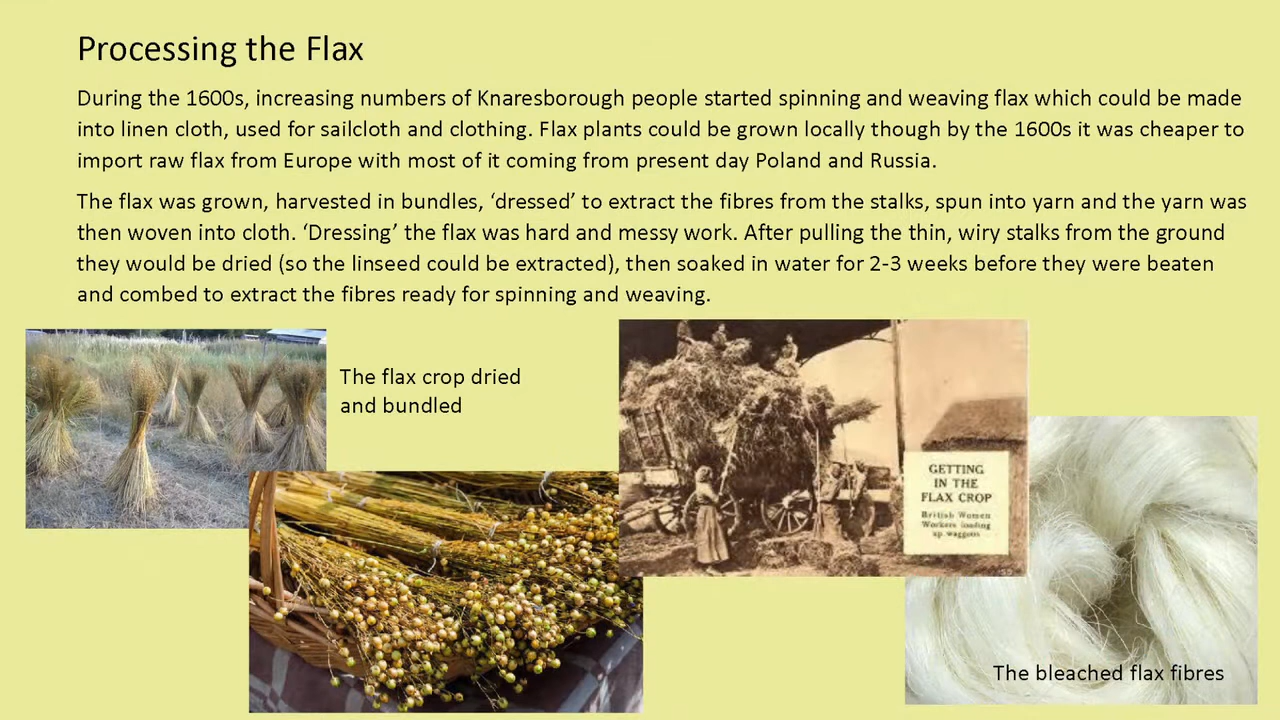 Processing the Flax
During the 1600s, increasing numbers of Knaresborough people started spinning and weaving flax which could be made
into linen cloth, used for sailcloth and clothing. Flax plants could be grown locally though by the 1600s it was cheaper to
import raw flax from Europe with most of it coming from present day Poland and Russia.
The flax was grown, harvested in bundles, ‘dressed’ to extract the fibres from the stalks, spun into yarn and the yarn was
then woven into cloth. ‘Dressing’ the flax was hard and messy work. After pulling the thin, wiry stalks from the ground
they would be dried (so the linseed could be extracted), then soaked in water for 2-3 weeks before they were beaten
and combed to extract the fibres ready for spinning and weaving.
The flax crop dried
and bundled
GETTING
IN THE
FLAX CROP
British Women
Workers loading
up waggons
The bleached flax fibres